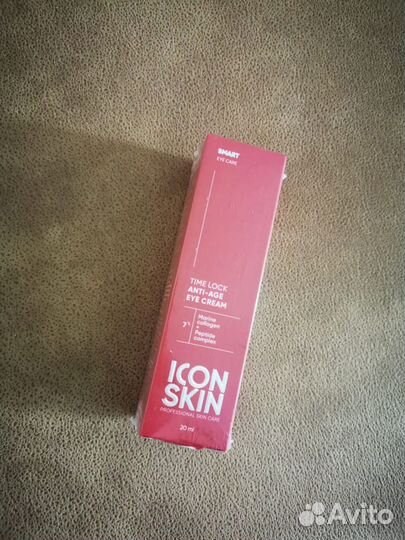 SMART
EYE CARE
TIME LOCK
ANTI-AGE
EYE CREAM
7%
Marine
collagen
+
Peptide
complex
ICON
SKIN
PROFESSIONAL SKIN CARE
20 ml
Avito